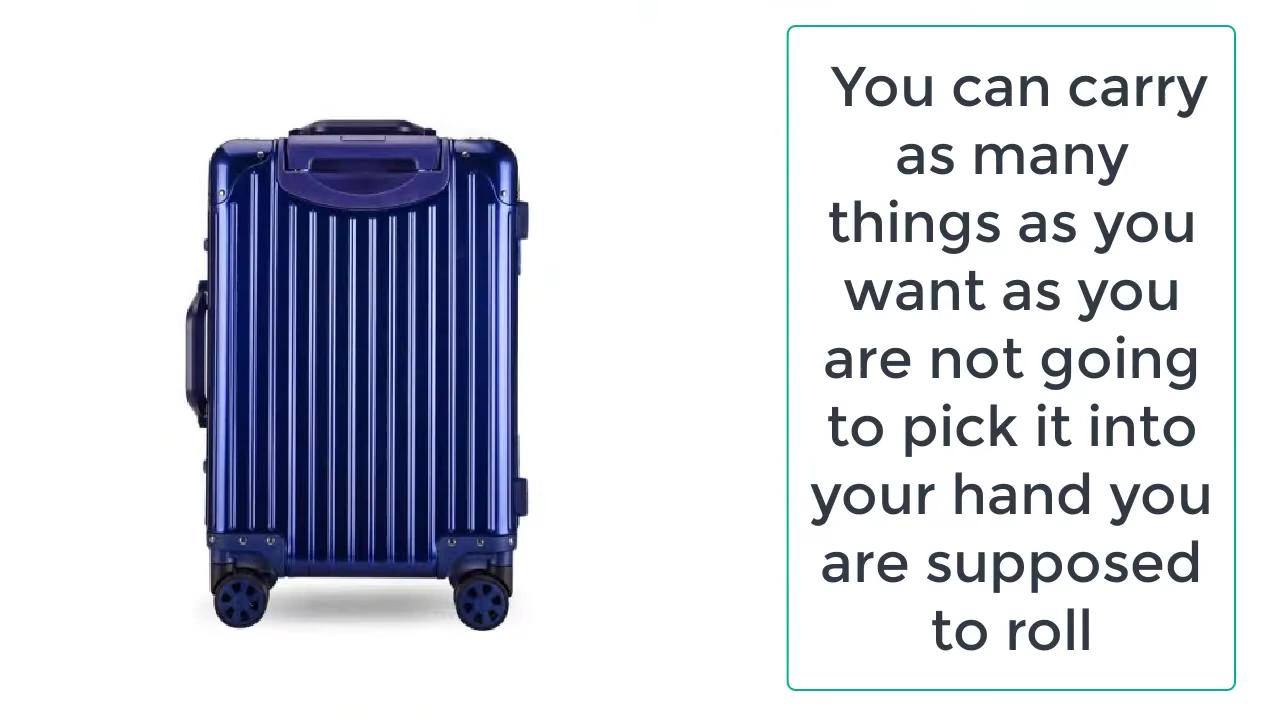 You can carry
as many
things as you
want as you
are not going
to pick it into
your hand you
are supposed
to roll